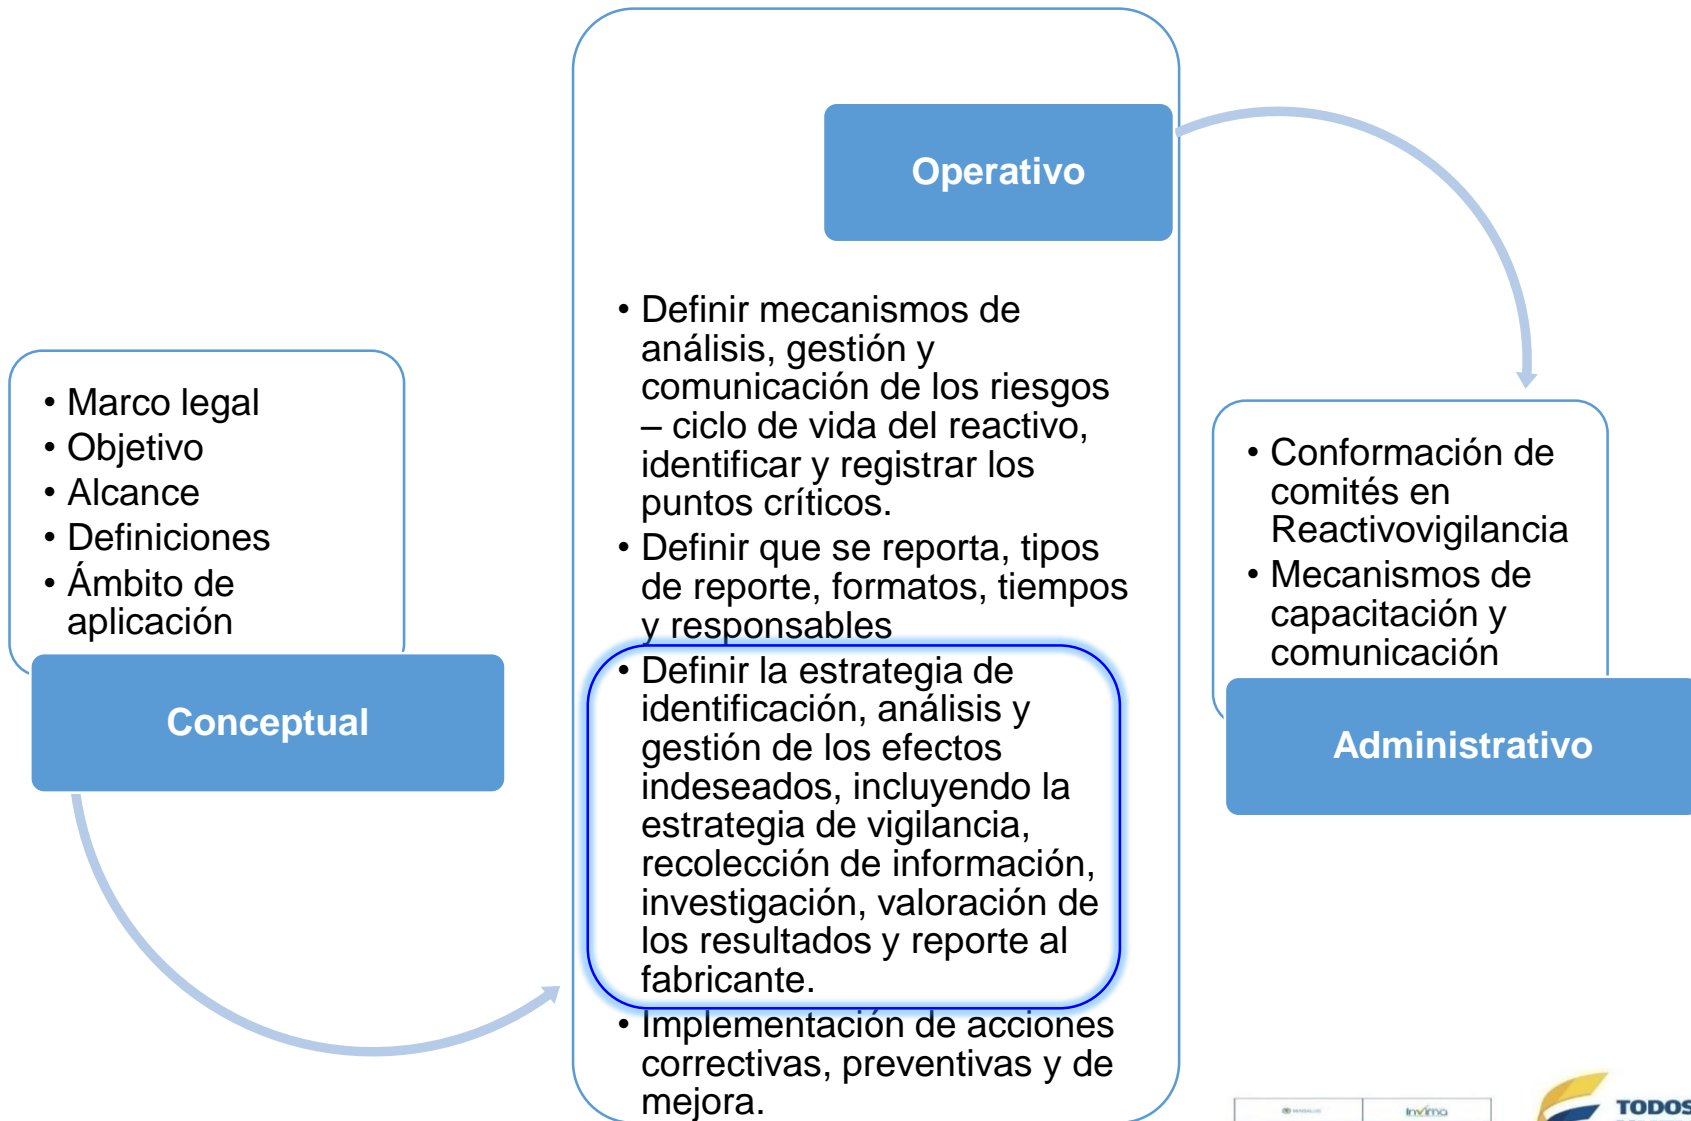 • Marco legal
• Objetivo
• Alcance
• Definiciones
• Ámbito de
aplicación
Conceptual
Operativo
• Definir mecanismos de
análisis, gestión y
comunicación de los riesgos
– ciclo de vida del reactivo,
identificar y registrar los
puntos críticos.
• Definir que se reporta, tipos
de reporte, formatos, tiempos
y responsables
• Definir la estrategia de
identificación, análisis y
gestión de los efectos
indeseados, incluyendo la
estrategia de vigilancia,
recolección de información,
investigación, valoración de
los resultados y reporte al
fabricante.
• Implementación de acciones
correctivas, preventivas y de
mejora.
• Conformación de
comités en
Reactivovigilancia
• Mecanismos de
capacitación y
comunicación
Administrativo
invima
TODOS